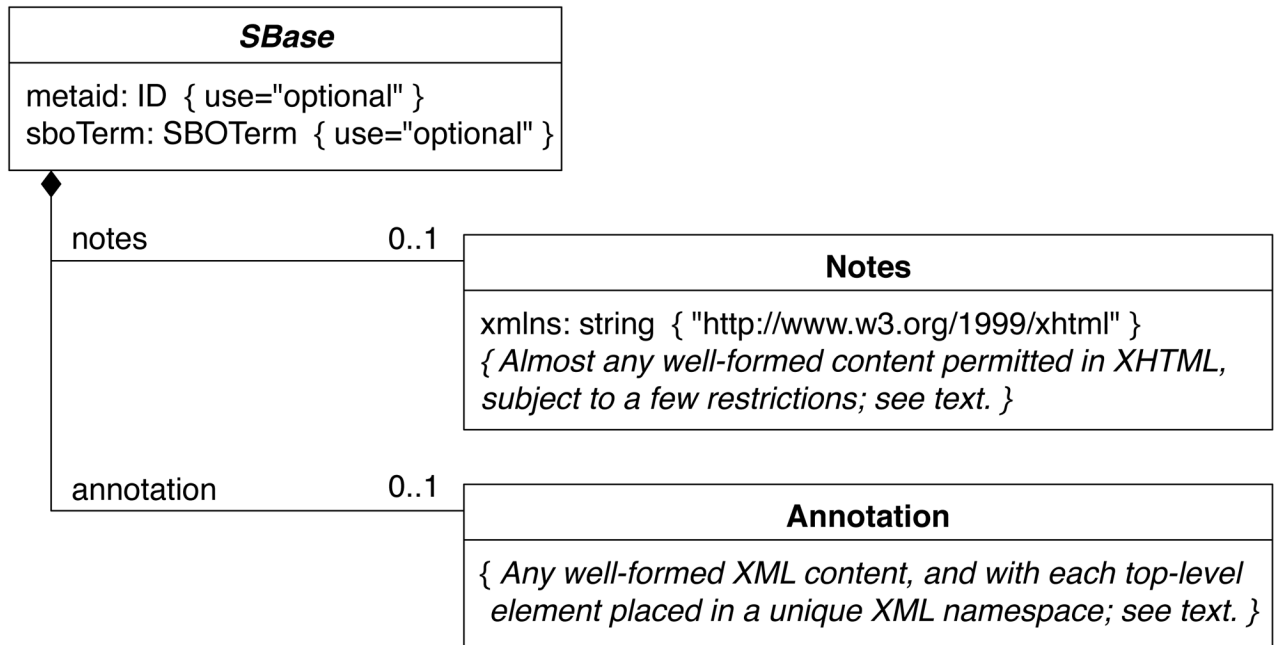 SBase
metaid: ID { use="optional" }
sboTerm: SBOTerm { use="optional" }
notes 0..1
Notes
xmlns: string { "http://www.w3.org/1999/xhtml" }
{ Almost any well-formed content permitted in XHTML,
subject to a few restrictions; see text. }
annotation 0..1
Annotation
{ Any well-formed XML content, and with each top-level
element placed in a unique XML namespace; see text. }